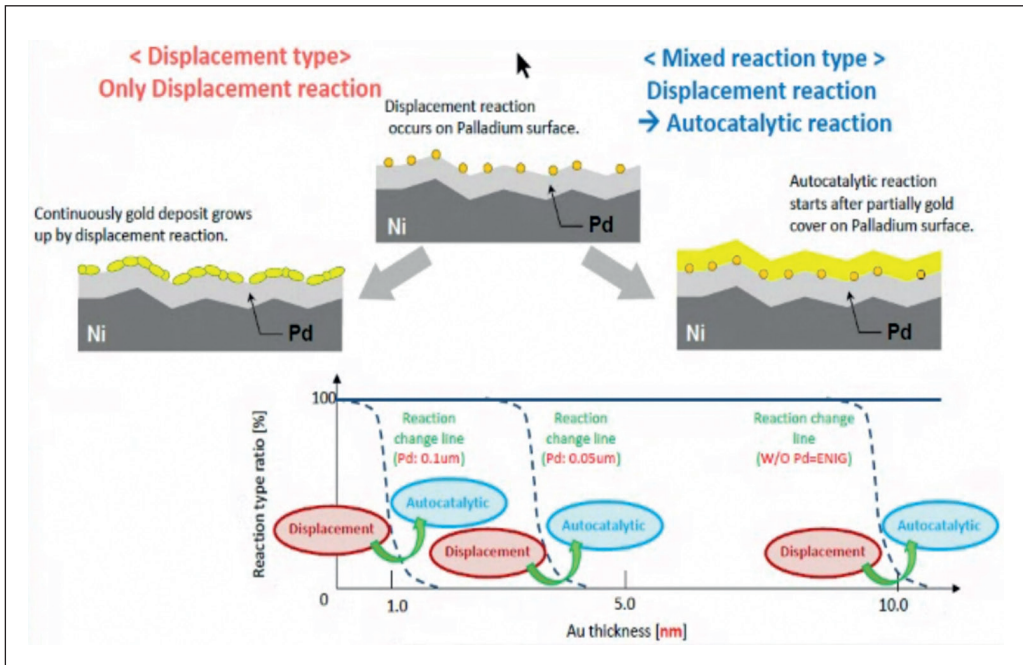 < Displacement type>
Only Displacement reaction
Displacement reaction
occurs on Palladium surface.
Ni
Pd
< Mixed reaction type >
Displacement reaction
→ Autocatalytic reaction
Continuously gold deposit grows
up by displacement reaction.
Ni
Pd
Autocatalytic reaction
starts after partially gold
cover on Palladium surface.
Ni
Pd
Reaction type ratio [%]
100
0
Reaction
change line
(Pd: 0.1um)
Displacement
Autocatalytic
Reaction
change line
(Pd: 0.05um)
Displacement
Autocatalytic
Reaction change
line
(W/O Pd=ENIG)
Displacement
Autocatalytic
1.0
5.0
10.0
Au thickness [nm]